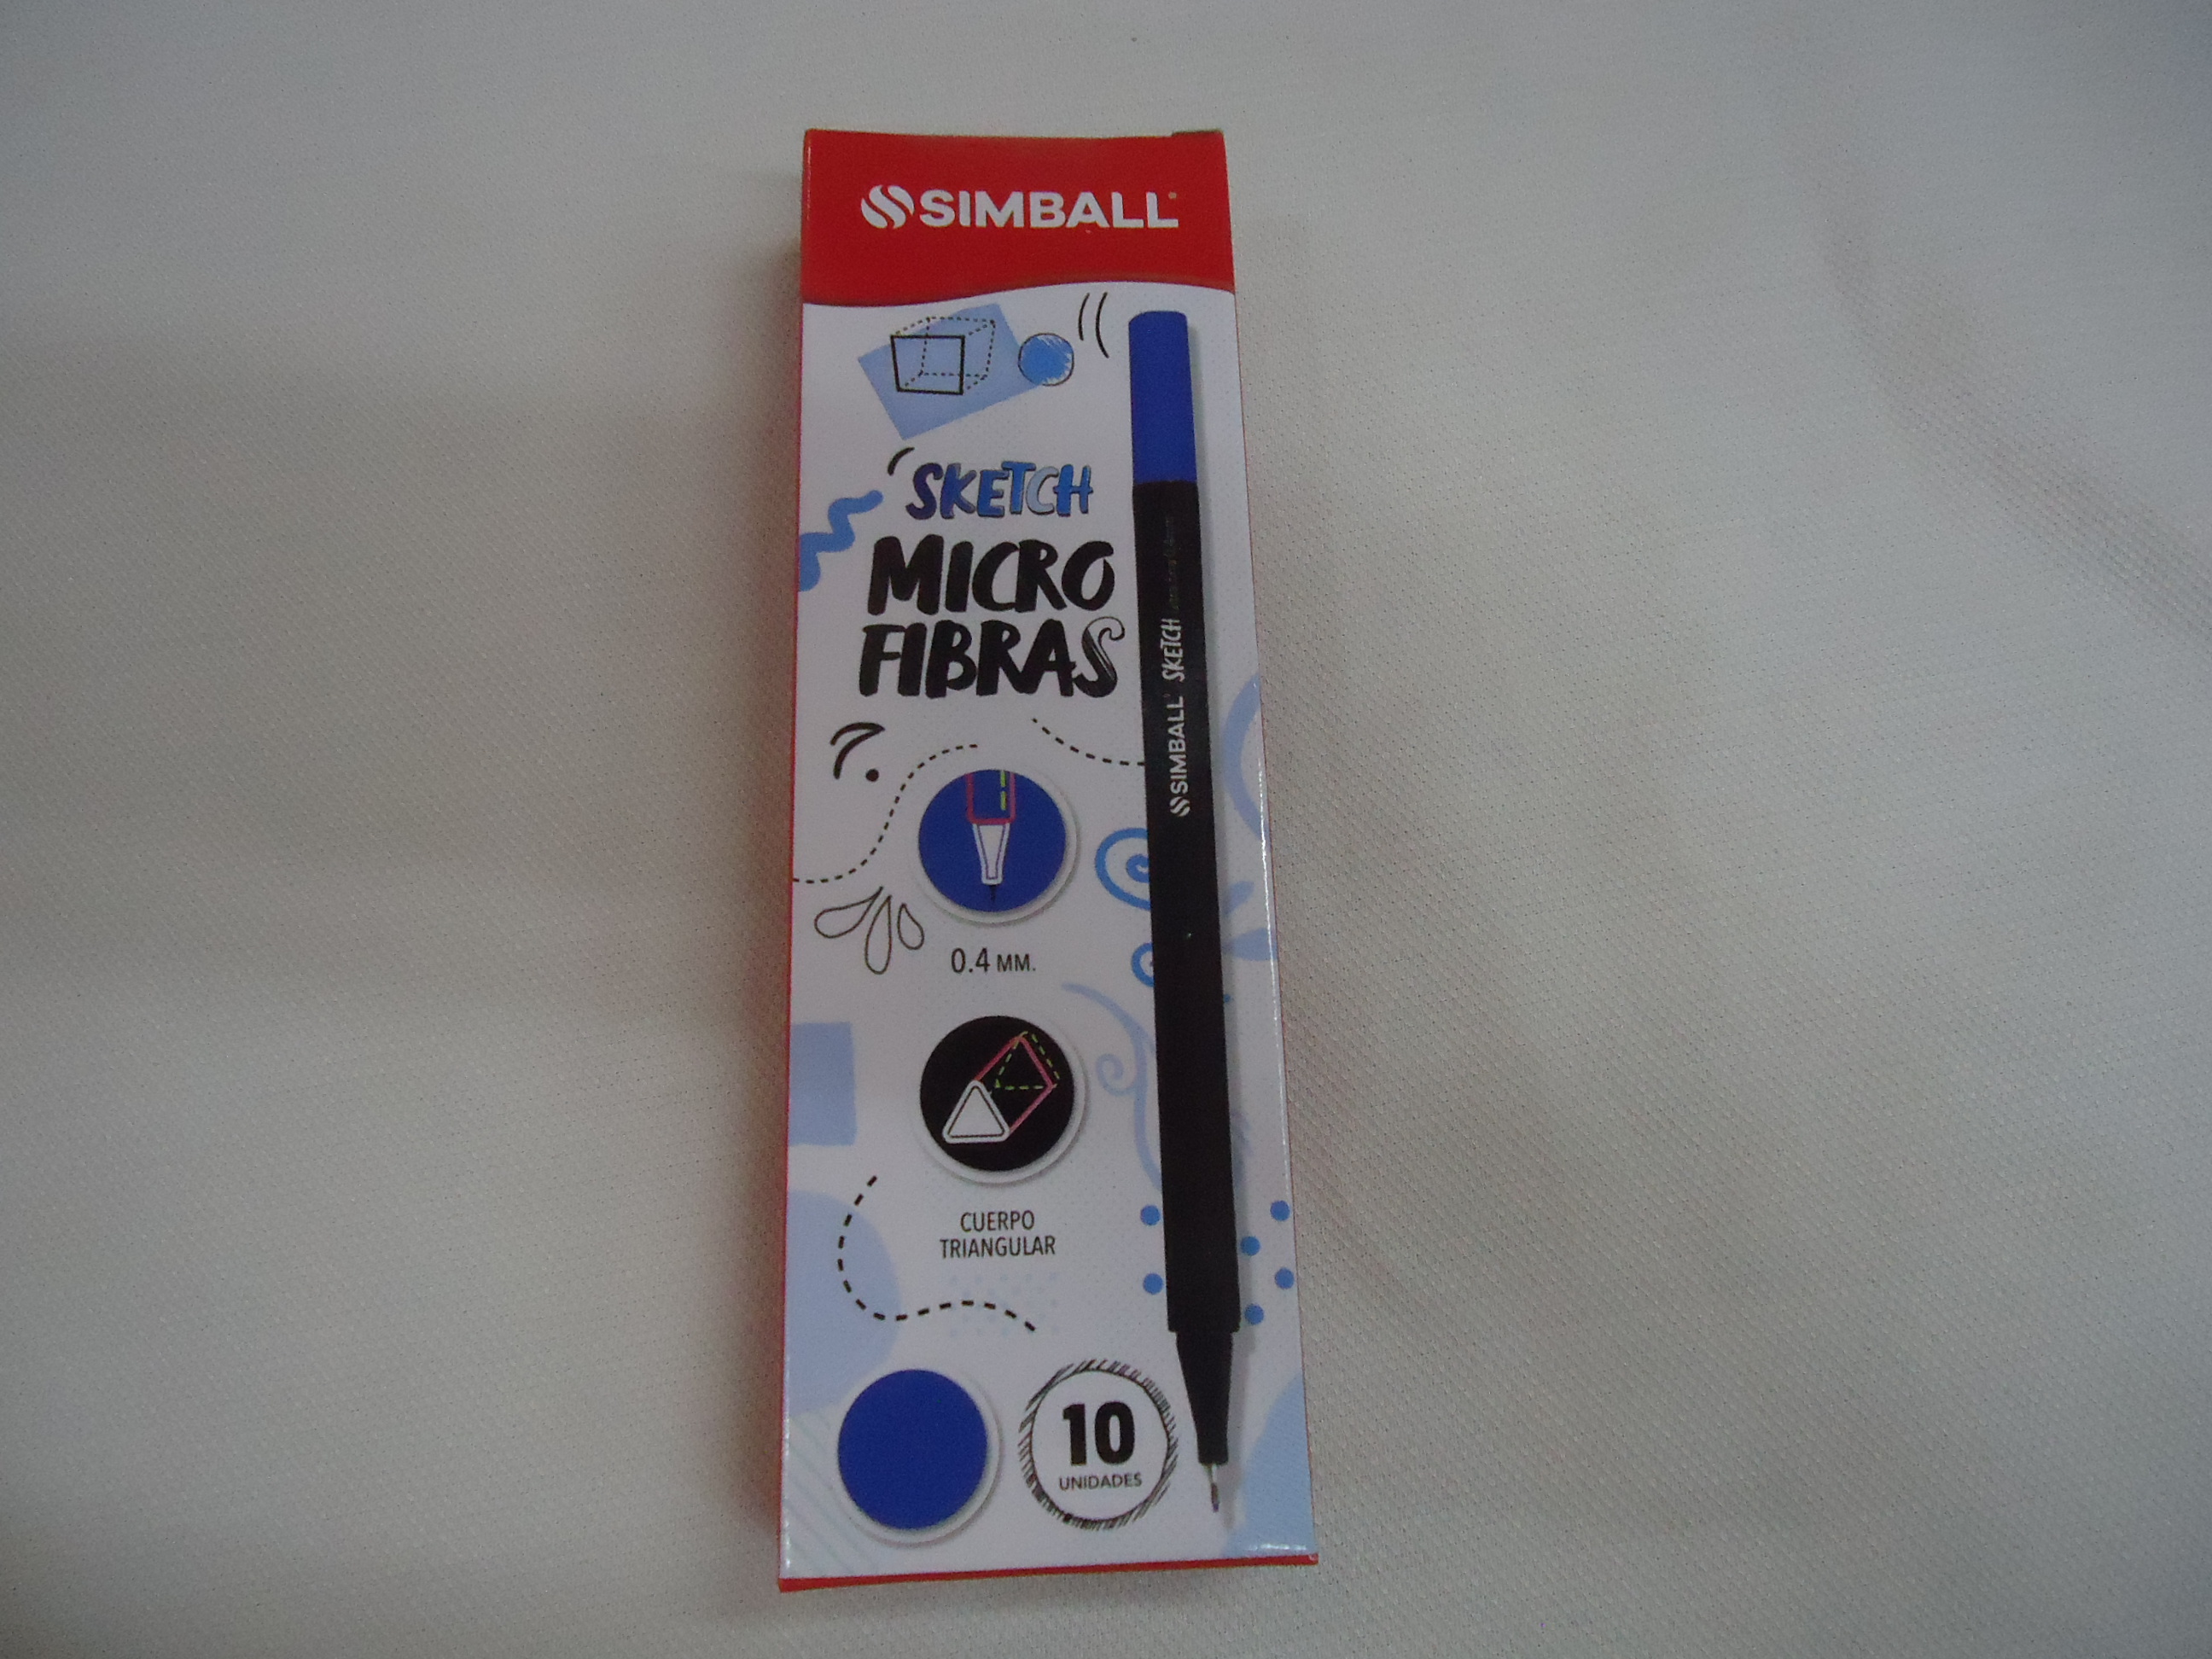 SIMBALL
SKETCH
MICRO
FIBRAS
SIMBALL SKETCH
0.4 MM.
CUERPO
TRIANGULAR
10
UNIDADES